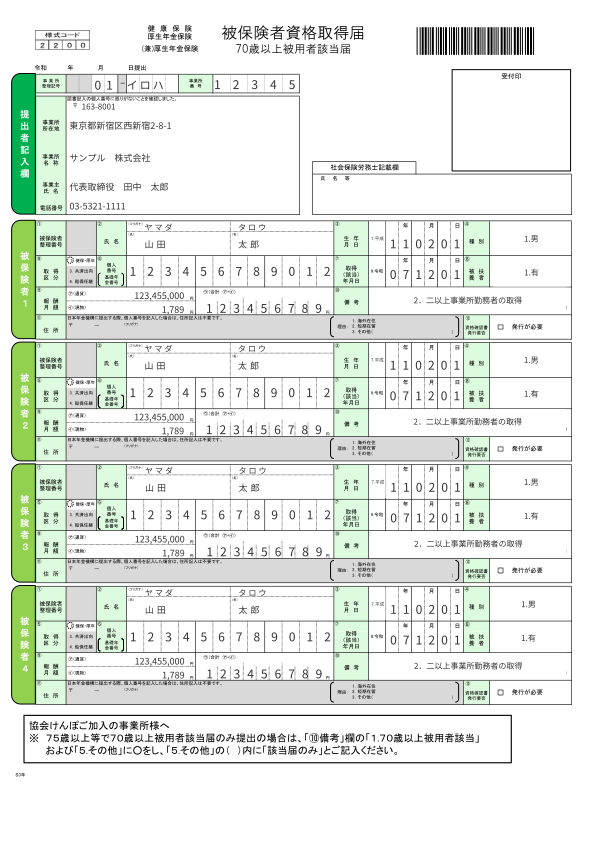 様式コード
2 2 0 0
健康保険
厚生年金保険
(兼)厚生年金保険
被保険者資格取得届
70歳以上被用者該当届
令和 年 月 日提出
提出者記入欄
事業所整理記号 01-イロハ 事業所番号 12345
届書記入の個人番号に誤りがないことを確認しました。
〒 163-8001
事業所所在地 東京都新宿区西新宿2-8-1
事業所名称 サンプル 株式会社
事業主氏名 代表取締役 田中 太郎
電話番号 03-5321-1111
受付印
社会保険労務士記載欄
氏名等
被保険者1
① 被保険者整理番号 ② 氏名 (フリガナ) ヤマダ タロウ (氏) 山田 (名) 太郎 ③ 生年月日 7.平成 年 月 日 110201 ④ 種別 1.男
⑤ 取得区分 健保・厚年 3. 共済出向 4. 船保任継 ⑥ 個人番号 基礎年金番号 123456789012 ⑦ 取得(該当)年月日 9.令和 年 月 日 071201 ⑧ 被扶養者 1.有
⑨ 報酬月額 ㋐(通貨) 123,455,000 円 ㋑(現物) 1,789 円 ㋒(合計 ㋐+㋑) 123456789 円 ⑩ 備考 2. 二以上事業所勤務者の取得
⑪ 住所 日本年金機構に提出する際、個人番号を記入した場合は、住所記入は不要です。 〒 － (フリガナ) 理由: 1. 海外在住 2. 短期在留 3. その他( ) ⑫ 資格確認書発行要否 □ 発行が必要
被保険者2
① 被保険者整理番号 ② 氏名 (フリガナ) ヤマダ タロウ (氏) 山田 (名) 太郎 ③ 生年月日 7.平成 年 月 日 110201 ④ 種別 1.男
⑤ 取得区分 健保・厚年 3. 共済出向 4. 船保任継 ⑥ 個人番号 基礎年金番号 123456789012 ⑦ 取得(該当)年月日 9.令和 年 月 日 071201 ⑧ 被扶養者 1.有
⑨ 報酬月額 ㋐(通貨) 123,455,000 円 ㋑(現物) 1,789 円 ㋒(合計 ㋐+㋑) 123456789 円 ⑩ 備考 2. 二以上事業所勤務者の取得
⑪ 住所 日本年金機構に提出する際、個人番号を記入した場合は、住所記入は不要です。 〒 － (フリガナ) 理由: 1. 海外在住 2. 短期在留 3. その他( ) ⑫ 資格確認書発行要否 □ 発行が必要
被保険者3
① 被保険者整理番号 ② 氏名 (フリガナ) ヤマダ タロウ (氏) 山田 (名) 太郎 ③ 生年月日 7.平成 年 月 日 110201 ④ 種別 1.男
⑤ 取得区分 健保・厚年 3. 共済出向 4. 船保任継 ⑥ 個人番号 基礎年金番号 123456789012 ⑦ 取得(該当)年月日 9.令和 年 月 日 071201 ⑧ 被扶養者 1.有
⑨ 報酬月額 ㋐(通貨) 123,455,000 円 ㋑(現物) 1,789 円 ㋒(合計 ㋐+㋑) 123456789 円 ⑩ 備考 2. 二以上事業所勤務者の取得
⑪ 住所 日本年金機構に提出する際、個人番号を記入した場合は、住所記入は不要です。 〒 － (フリガナ) 理由: 1. 海外在住 2. 短期在留 3. その他( ) ⑫ 資格確認書発行要否 □ 発行が必要
被保険者4
① 被保険者整理番号 ② 氏名 (フリガナ) ヤマダ タロウ (氏) 山田 (名) 太郎 ③ 生年月日 7.平成 年 月 日 110201 ④ 種別 1.男
⑤ 取得区分 健保・厚年 3. 共済出向 4. 船保任継 ⑥ 個人番号 基礎年金番号 123456789012 ⑦ 取得(該当)年月日 9.令和 年 月 日 071201 ⑧ 被扶養者 1.有
⑨ 報酬月額 ㋐(通貨) 123,455,000 円 ㋑(現物) 1,789 円 ㋒(合計 ㋐+㋑) 123456789 円 ⑩ 備考 2. 二以上事業所勤務者の取得
⑪ 住所 日本年金機構に提出する際、個人番号を記入した場合は、住所記入は不要です。 〒 － (フリガナ) 理由: 1. 海外在住 2. 短期在留 3. その他( ) ⑫ 資格確認書発行要否 □ 発行が必要
協会けんぽご加入の事業所様へ
※ 75歳以上等で70歳以上被用者該当届のみ提出の場合は、「⑩備考」欄の「1.70歳以上被用者該当」
および「5.その他」に〇をし、「5.その他」の( )内に「該当届のみ」とご記入ください。